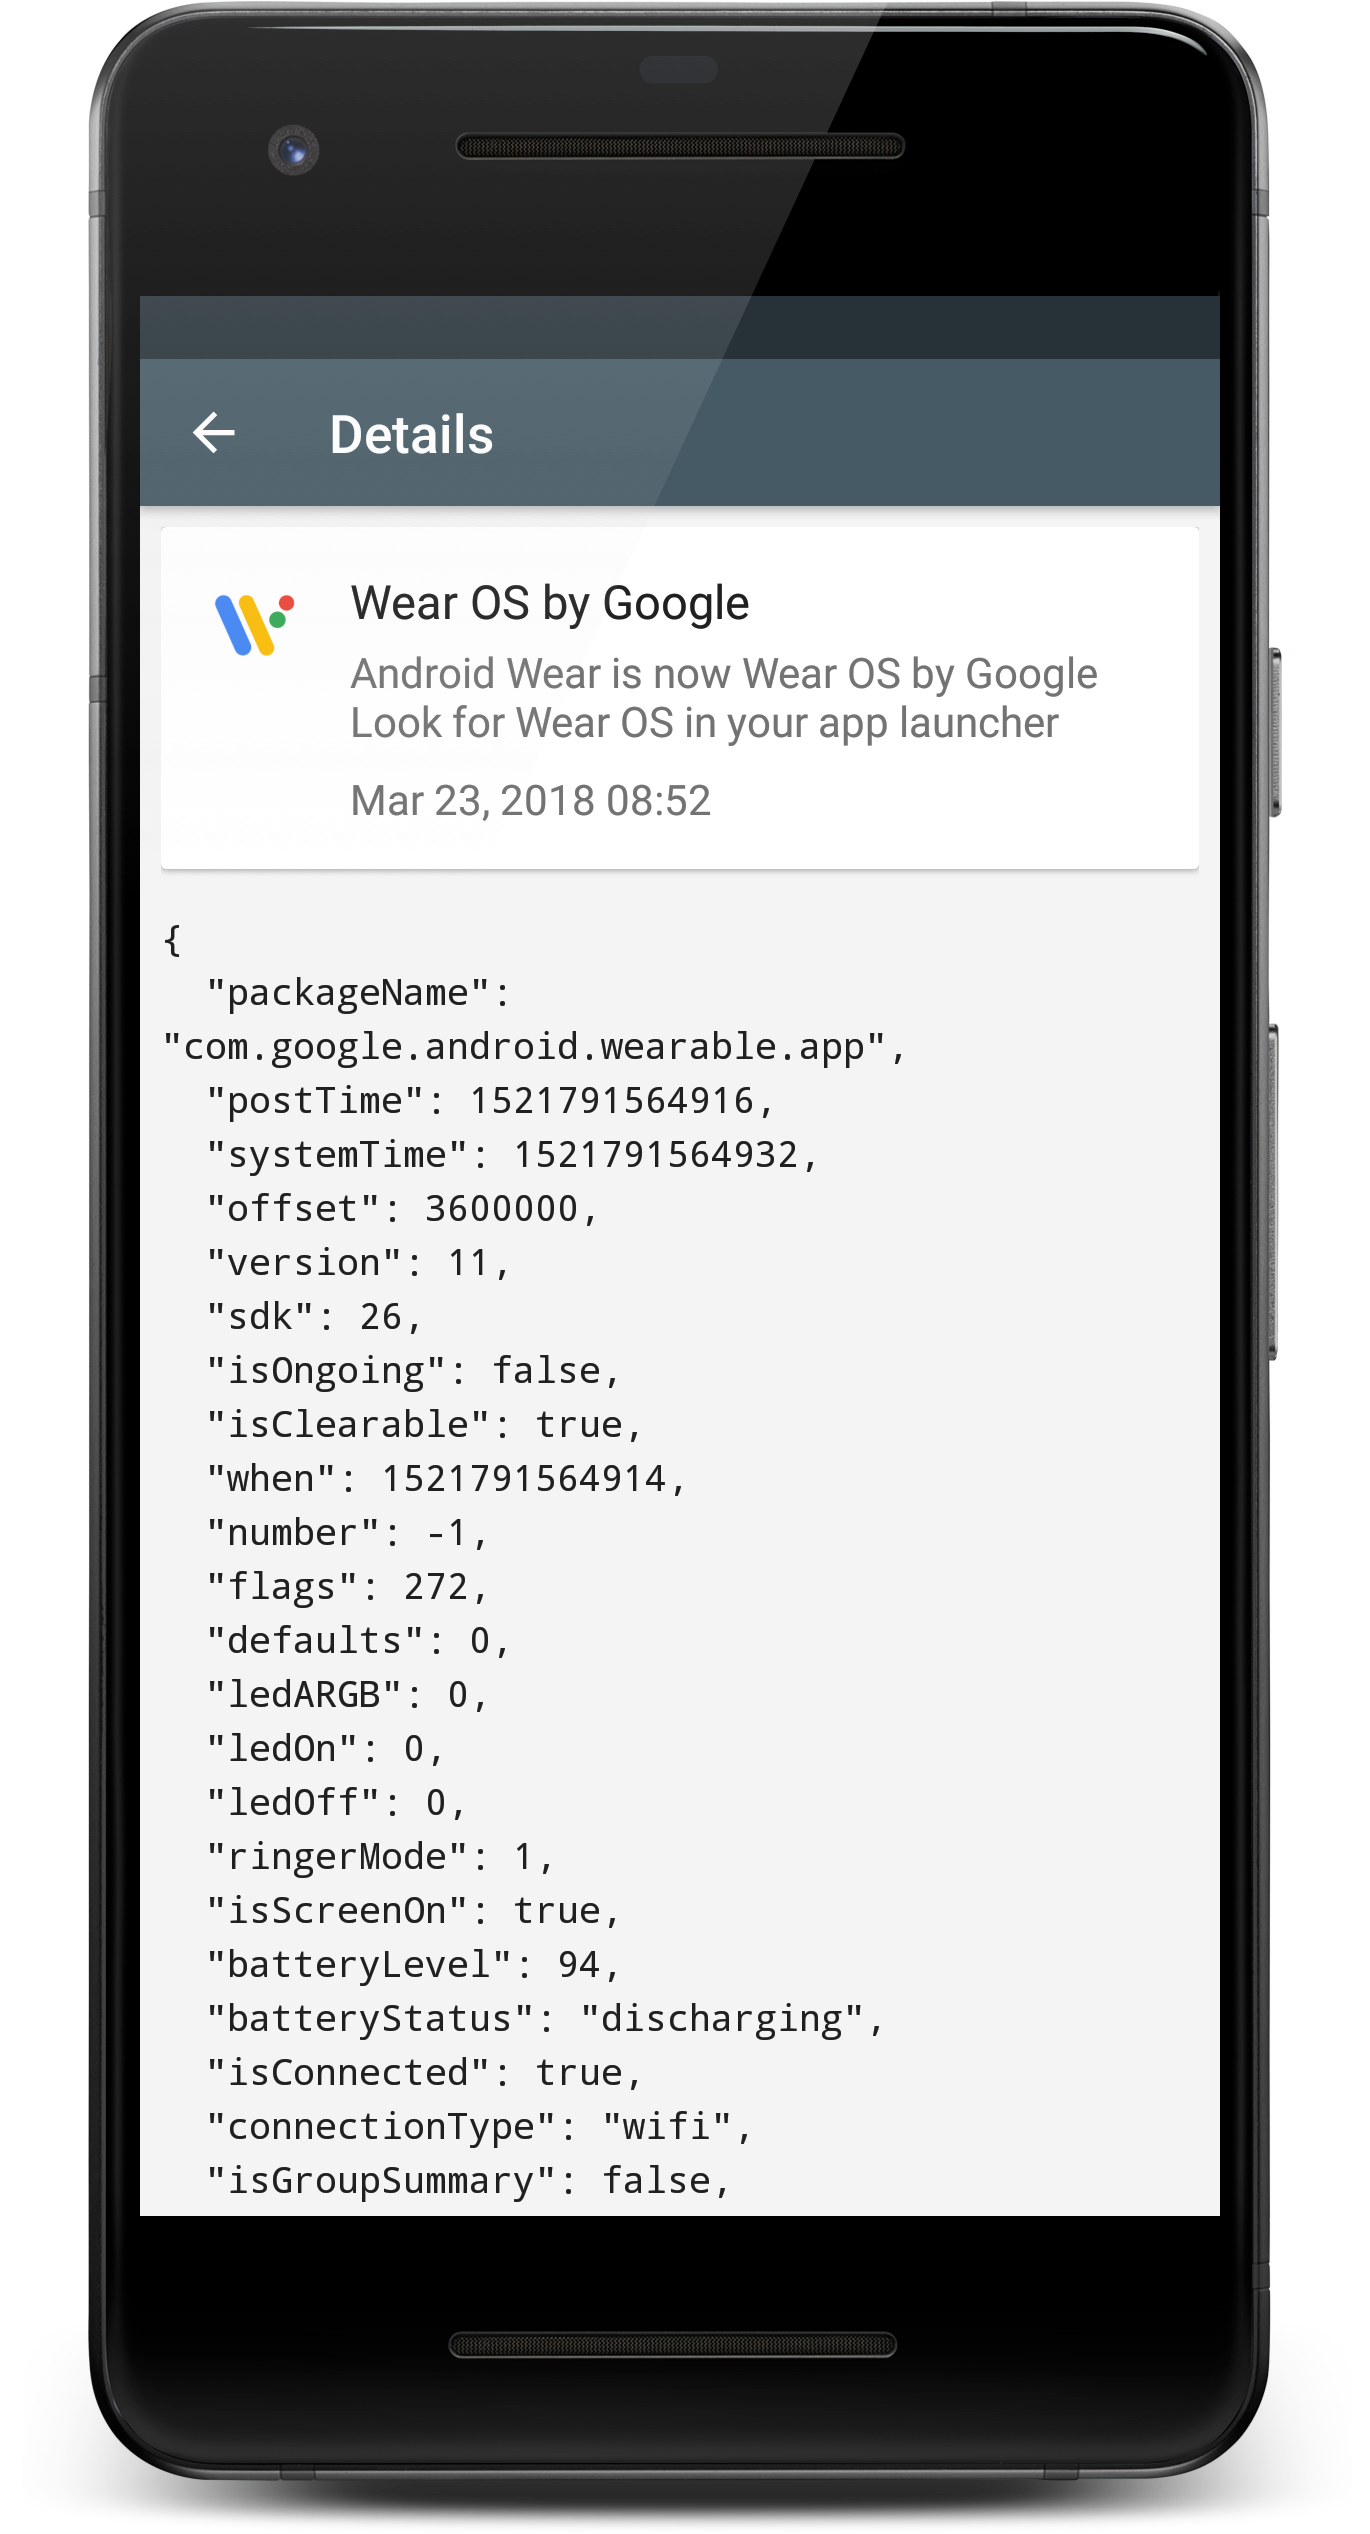 Details
Wear OS by Google
Android Wear is now Wear OS by Google
Look for Wear OS in your app launcher
Mar 23, 2018 08:52
{
"packageName":
"com.google.android.wearable.app",
"postTime": 1521791564916,
"systemTime": 1521791564932,
"offset": 3600000,
"version": 11,
"sdk": 26,
"isOngoing": false,
"isClearable": true,
"when": 1521791564914,
"number": -1,
"flags": 272,
"defaults": 0,
"ledARGB": 0,
"ledOn": 0,
"ledOff": 0,
"ringerMode": 1,
"isScreenOn": true,
"batteryLevel": 94,
"batteryStatus": "discharging",
"isConnected": true,
"connectionType": "wifi",
"isGroupSummary": false,